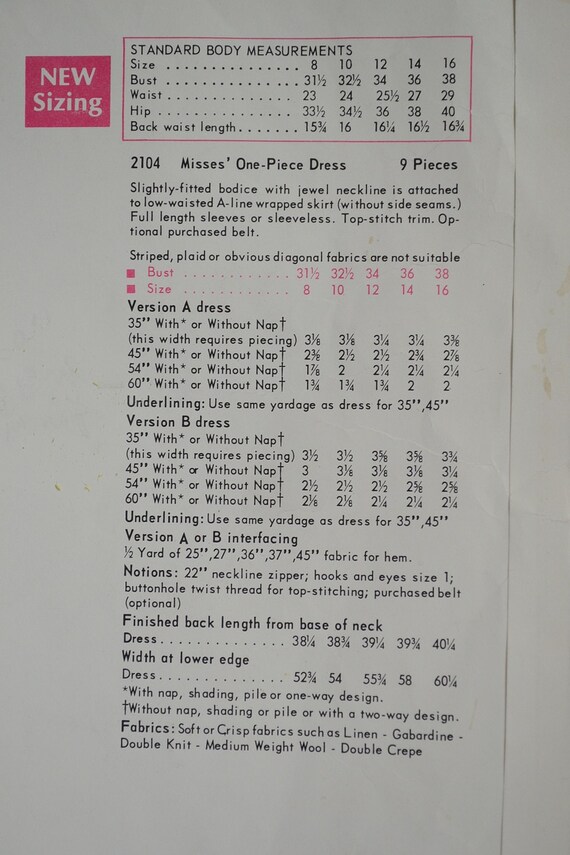 NEW
Sizing
STANDARD BODY MEASUREMENTS
Size . . . . . . . . . . . . . . . 8 10 12 14 16
Bust . . . . . . . . . . . . . . . 31½ 32½ 34 36 38
Waist . . . . . . . . . . . . . . 23 24 25½ 27 29
Hip . . . . . . . . . . . . . . . 33½ 34½ 36 38 40
Back waist length . . . . . . . 15¾ 16 16¼ 16½ 16¾
2104 Misses' One-Piece Dress 9 Pieces
Slightly-fitted bodice with jewel neckline is attached
to low-waisted A-line wrapped skirt (without side seams.)
Full length sleeves or sleeveless. Top-stitch trim. Op-
tional purchased belt.
Striped, plaid or obvious diagonal fabrics are not suitable
■ Bust . . . . . . . . . . . . 31½ 32½ 34 36 38
■ Size . . . . . . . . . . . . 8 10 12 14 16
Version A dress
35" With* or Without Nap†
(this width requires piecing) 3⅛ 3⅛ 3¼ 3¼ 3⅜
45" With* or Without Nap† 2⅜ 2½ 2½ 2¾ 2⅞
54" With* or Without Nap† 1⅞ 2 2¼ 2¼ 2¼
60" With* or Without Nap† 1¾ 1¾ 1¾ 2 2
Underlining: Use same yardage as dress for 35",45"
Version B dress
35" With* or Without Nap†
(this width requires piecing) 3½ 3½ 3⅝ 3⅝ 3¾
45" With* or Without Nap† 3 3⅛ 3⅛ 3⅛ 3¼
54" With* or Without Nap† 2½ 2½ 2½ 2⅝ 2⅝
60" With* or Without Nap† 2⅛ 2⅛ 2¼ 2¼ 2¼
Underlining: Use same yardage as dress for 35",45"
Version A or B interfacing
½ Yard of 25",27",36",37",45" fabric for hem.
Notions: 22" neckline zipper; hooks and eyes size 1;
buttonhole twist thread for top-stitching; purchased belt
(optional)
Finished back length from base of neck
Dress . . . . . . . . . . . . . . 38¼ 38¾ 39¼ 39¾ 40¼
Width at lower edge
Dress . . . . . . . . . . . . . . 52¾ 54 55¾ 58 60¼
*With nap, shading, pile or one-way design.
†Without nap, shading or pile or with a two-way design.
Fabrics: Soft or Crisp fabrics such as Linen - Gabardine -
Double Knit - Medium Weight Wool - Double Crepe